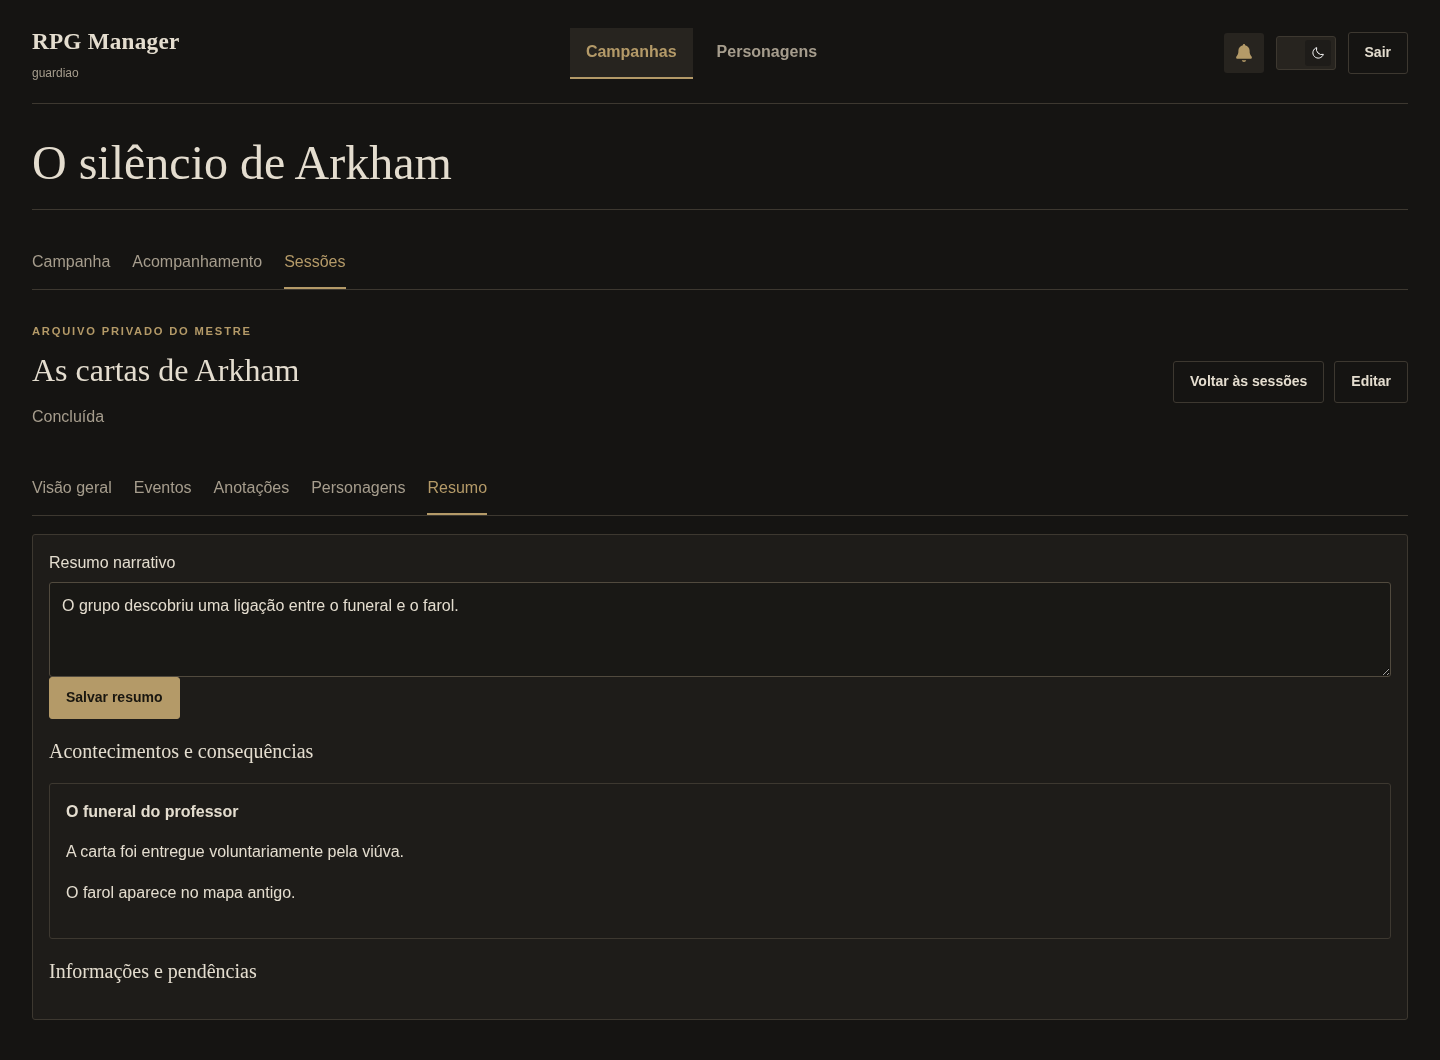 RPG Manager
guardiao
Campanhas
Personagens
Sair
O silêncio de Arkham
Campanha
Acompanhamento
Sessões
ARQUIVO PRIVADO DO MESTRE
As cartas de Arkham
Voltar às sessões
Editar
Concluída
Visão geral
Eventos
Anotações
Personagens
Resumo
Resumo narrativo
O grupo descobriu uma ligação entre o funeral e o farol.
Salvar resumo
Acontecimentos e consequências
O funeral do professor
A carta foi entregue voluntariamente pela viúva.
O farol aparece no mapa antigo.
Informações e pendências